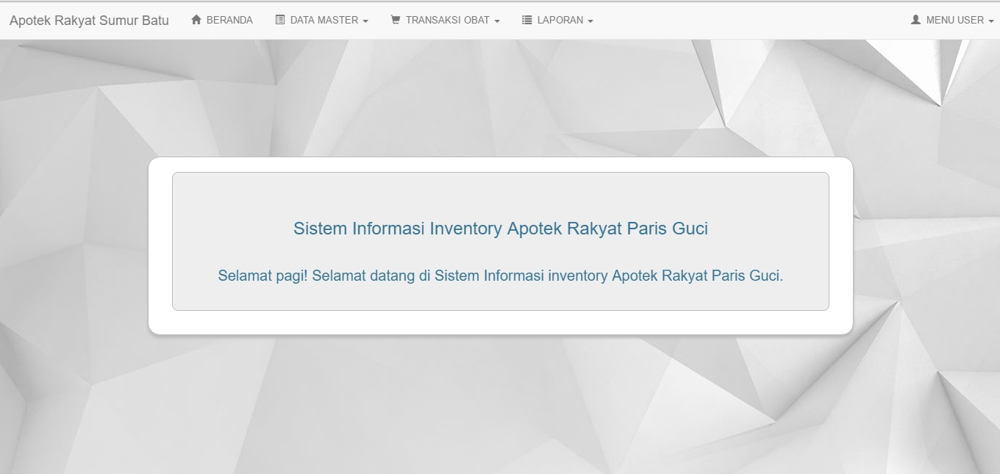 Apotek Rakyat Sumur Batu BERANDA DATA MASTER TRANSAKSI OBAT LAPORAN MENU USER
Sistem Informasi Inventory Apotek Rakyat Paris Guci
Selamat pagi! Selamat datang di Sistem Informasi inventory Apotek Rakyat Paris Guci.